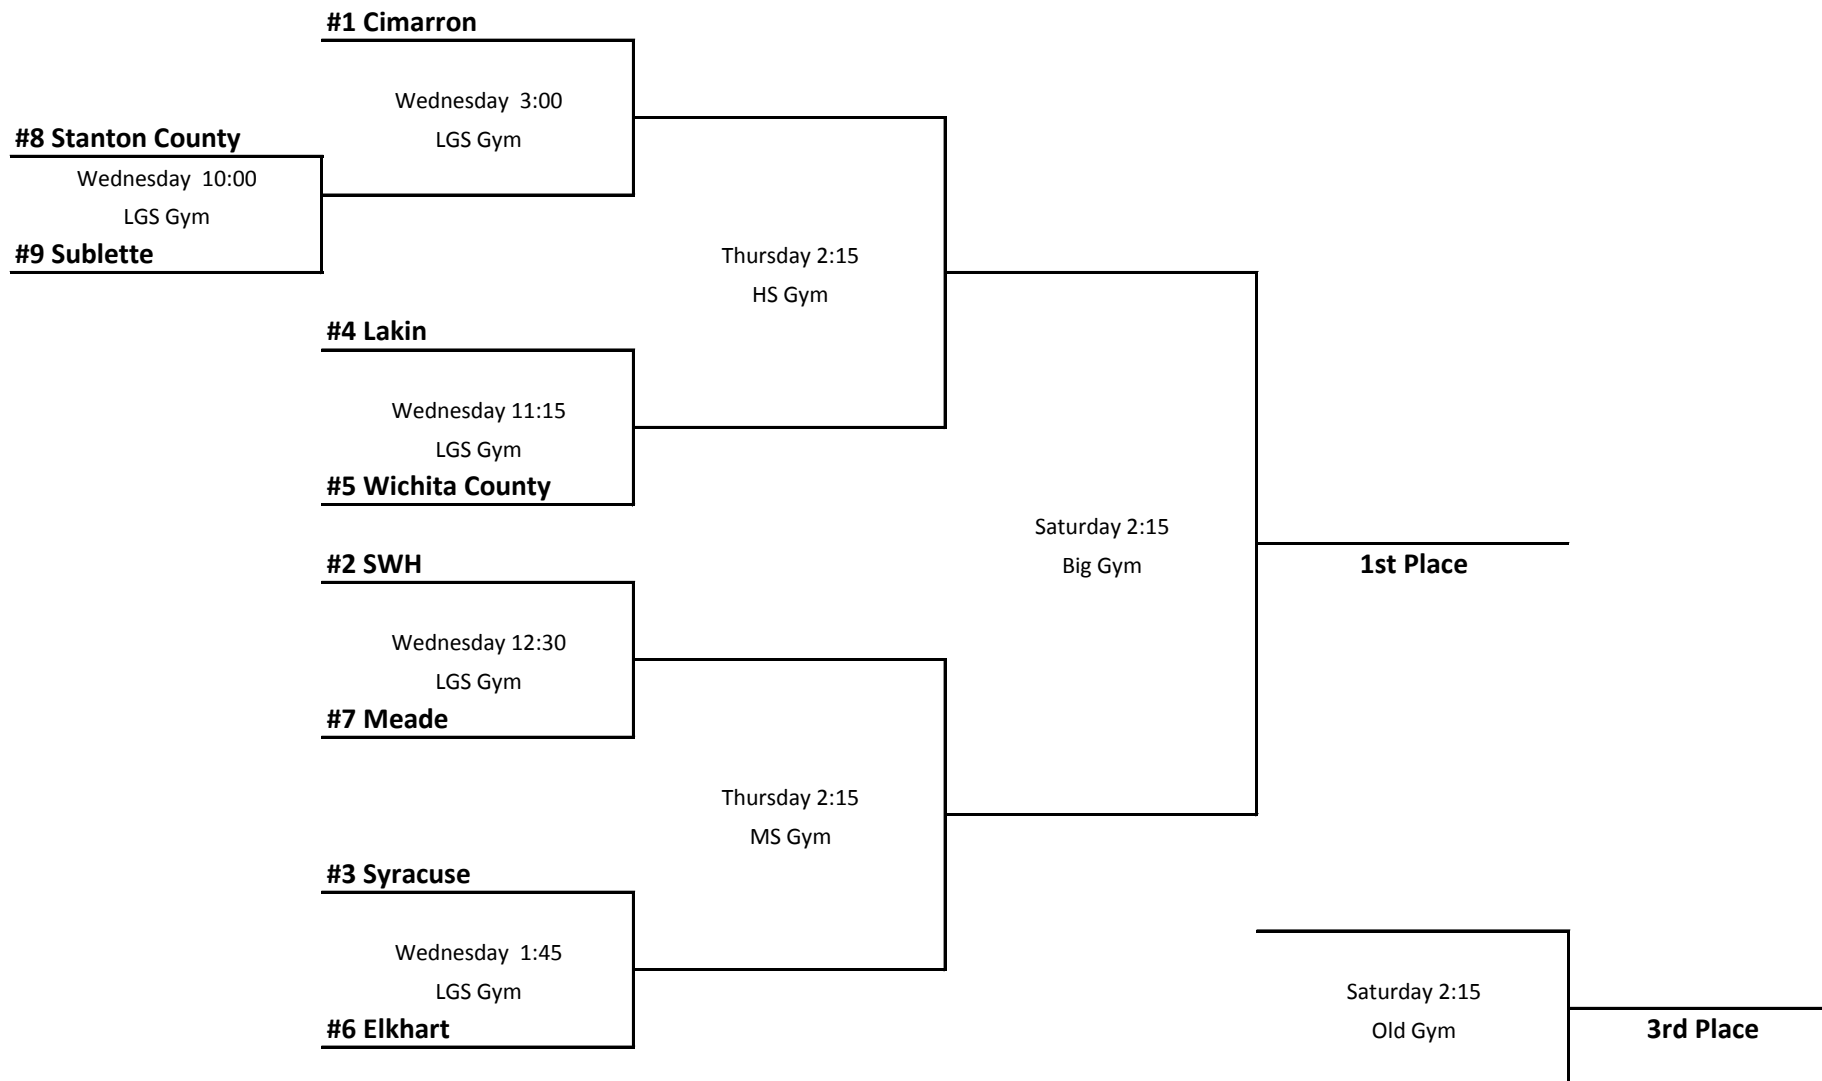 #1 Cimarron
Wednesday  3:00
LGS Gym
#8 Stanton County
Wednesday  10:00
LGS Gym
#9 Sublette
Thursday 2:15
HS Gym
#4 Lakin
Wednesday 11:15
LGS Gym
#5 Wichita County
Saturday 2:15
Big Gym
1st Place
#2 SWH
Wednesday 12:30
LGS Gym
#7 Meade
Thursday 2:15
MS Gym
#3 Syracuse
Wednesday  1:45
LGS Gym
#6 Elkhart
Saturday 2:15
Old Gym
3rd Place